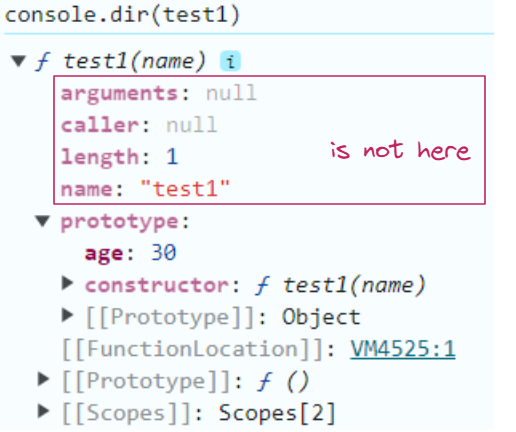 console.dir(test1)
▼ ƒ test1(name) i
arguments: null
caller: null
length: 1
is not here
name: "test1"
▼ prototype:
age: 30
▶ constructor: ƒ test1(name)
▶ [[Prototype]]: Object
[[FunctionLocation]]: VM4525:1
▶ [[Prototype]]: ƒ ()
▶ [[Scopes]]: Scopes[2]